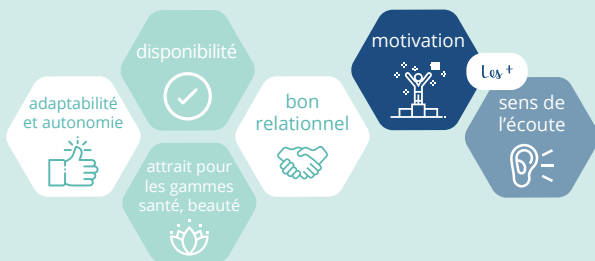 adaptabilité
et autonomie
disponibilité
attrait pour
les gammes
santé, beauté
bon
relationnel
motivation
Les +
sens de
l'écoute